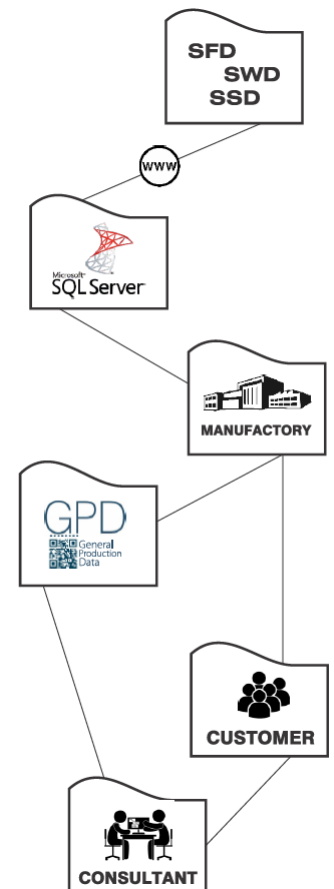 SFD
SWD
SSD
www
Microsoft
SQL Server
MANUFACTORY
GPD
General
Production
Data
CUSTOMER
CONSULTANT